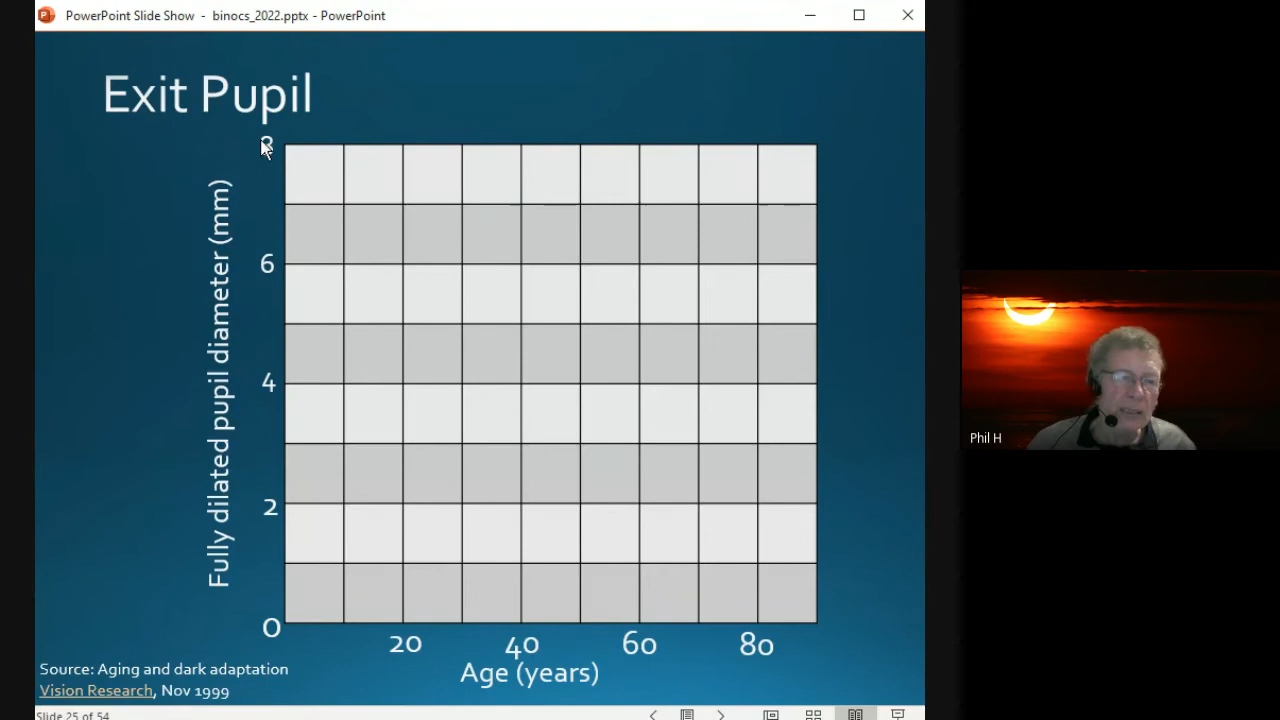 PowerPoint Slide Show - binocs_2022.pptx - PowerPoint
Exit Pupil
8
6
4
2
0
Fully dilated pupil diameter (mm)
20 40 60 80
Age (years)
Source: Aging and dark adaptation
Vision Research, Nov 1999
Slide 25 of 54
Phil H